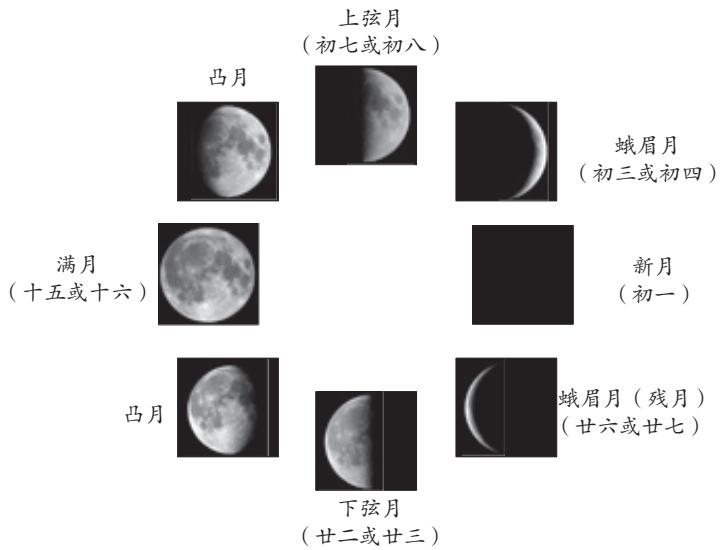 上弦月
（初七或初八）
凸月
蛾眉月
（初三或初四）
满月
（十五或十六）
新月
（初一）
凸月
蛾眉月（残月）
（廿六或廿七）
下弦月
（廿二或廿三）